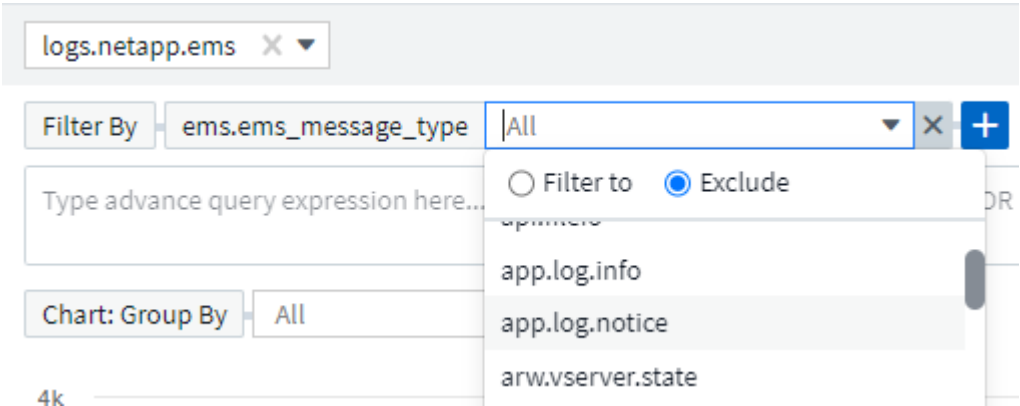 logs.netapp.ems
Filter By ems.ems_message_type All
Filter to Exclude
Type advance query expression here... OR
app.log.info
Chart: Group By All
app.log.notice
arw.vserver.state
4k